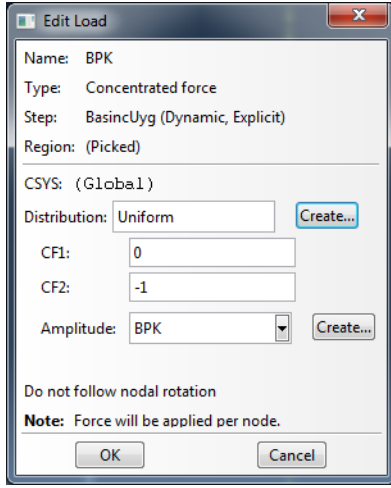 Edit Load
Name: BPK
Type: Concentrated force
Step: BasincUyg (Dynamic, Explicit)
Region: (Picked)
CSYS: (Global)
Distribution: Uniform Create...
CF1: 0
CF2: -1
Amplitude: BPK Create...
Do not follow nodal rotation
Note: Force will be applied per node.
OK Cancel